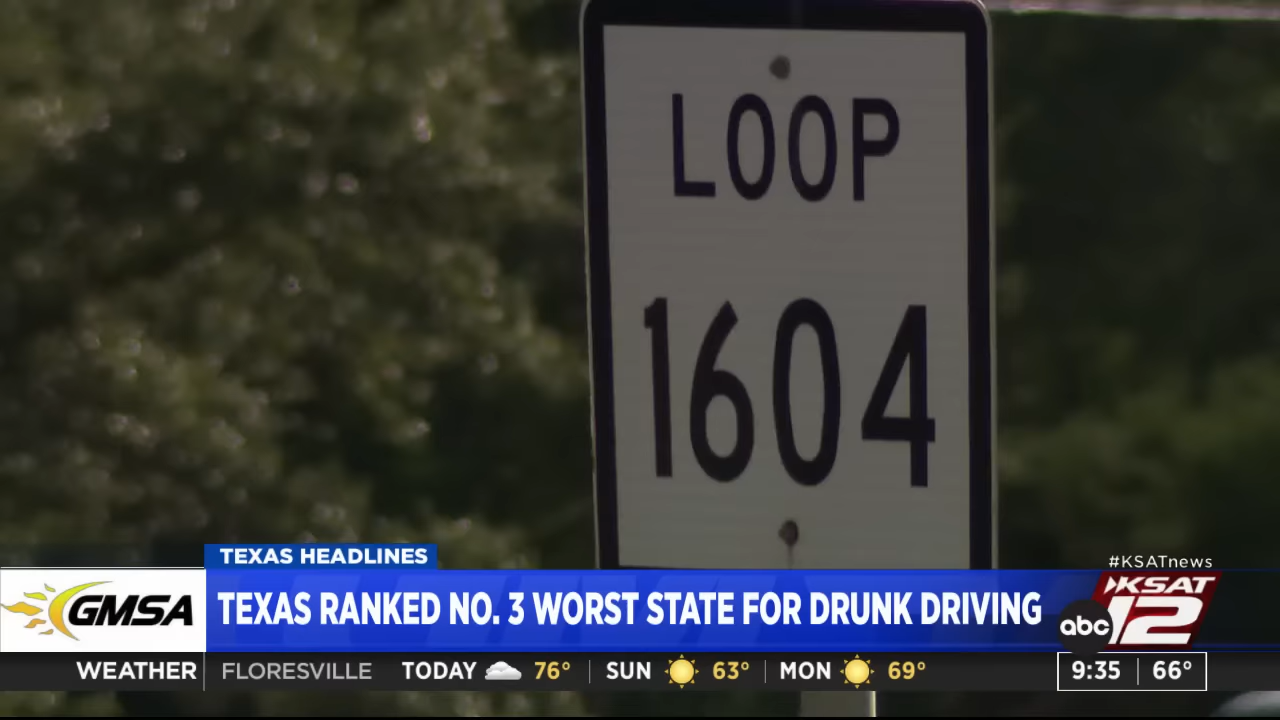 LOOP
1604
TEXAS HEADLINES
#KSATnews
GMSA
TEXAS RANKED NO. 3 WORST STATE FOR DRUNK DRIVING
abc
KSAT
12
WEATHER FLORESVILLE TODAY 76° SUN 63° MON 69° 9:35 66°